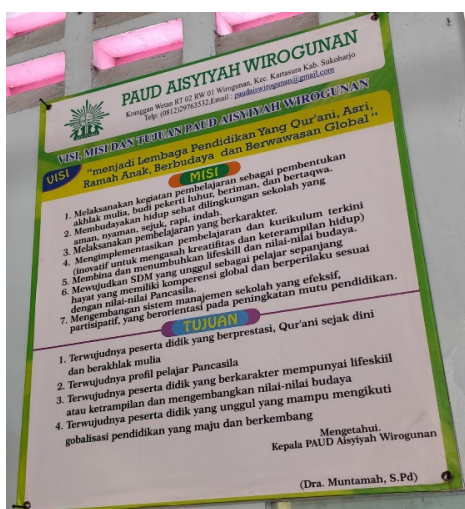 PAUD AISYIYAH WIROGUNAN
Kranggan Wetan RT 02 RW 01 Wirogunan, Kec. Kartasura Kab. Sukoharjo
Telp: (0812)29763532,Email : paudaiswirogunan@gmail.com
VISI, MISI DAN TUJUAN PAUD AISYIYAH WIROGUNAN
VISI
"menjadi Lembaga Pendidikan Yang Qur'ani, Asri,
Ramah Anak, Berbudaya dan Berwawasan Global"
MISI
1. Melaksanakan kegiatan pembelajaran sebagai pembentukan
akhlak mulia, budi pekerti luhur, beriman, dan bertaqwa.
2. Membudayakan hidup sehat dilingkungan sekolah yang
aman, nyaman, sejuk, rapi, indah.
3. Melaksanakan pembelajaran yang berkarakter.
4. Mengimplementasikan pembelajaran dan kurikulum terkini
(inovatif untuk mengasah kreatifitas dan keterampilan hidup)
5. Membina dan menumbuhkan lifeskill dan nilai-nilai budaya.
6. Mewujudkan SDM yang unggul sebagai pelajar sepanjang
hayat yang memiliki komperensi global dan berperilaku sesuai
dengan nilai-nilai Pancasila.
7. Mengembangan sistem manajemen sekolah yang efeksif,
partisipatif, yang berorientasi pada peningkatan mutu pendidikan.
TUJUAN
1. Terwujudnya peserta didik yang berprestasi, Qur'ani sejak dini
dan berakhlak mulia
2. Terwujudnya profil pelajar Pancasila
3. Terwujudnya peserta didik yang berkarakter mempunyai lifeskiil
atau ketrampilan dan mengembangkan nilai-nilai budaya
4. Terwujudnya peserta didik yang unggul yang mampu mengikuti
gobalisasi pendidikan yang maju dan berkembang
Mengetahui.
Kepala PAUD Aisyiyah Wirogunan
(Dra. Muntamah, S.Pd)